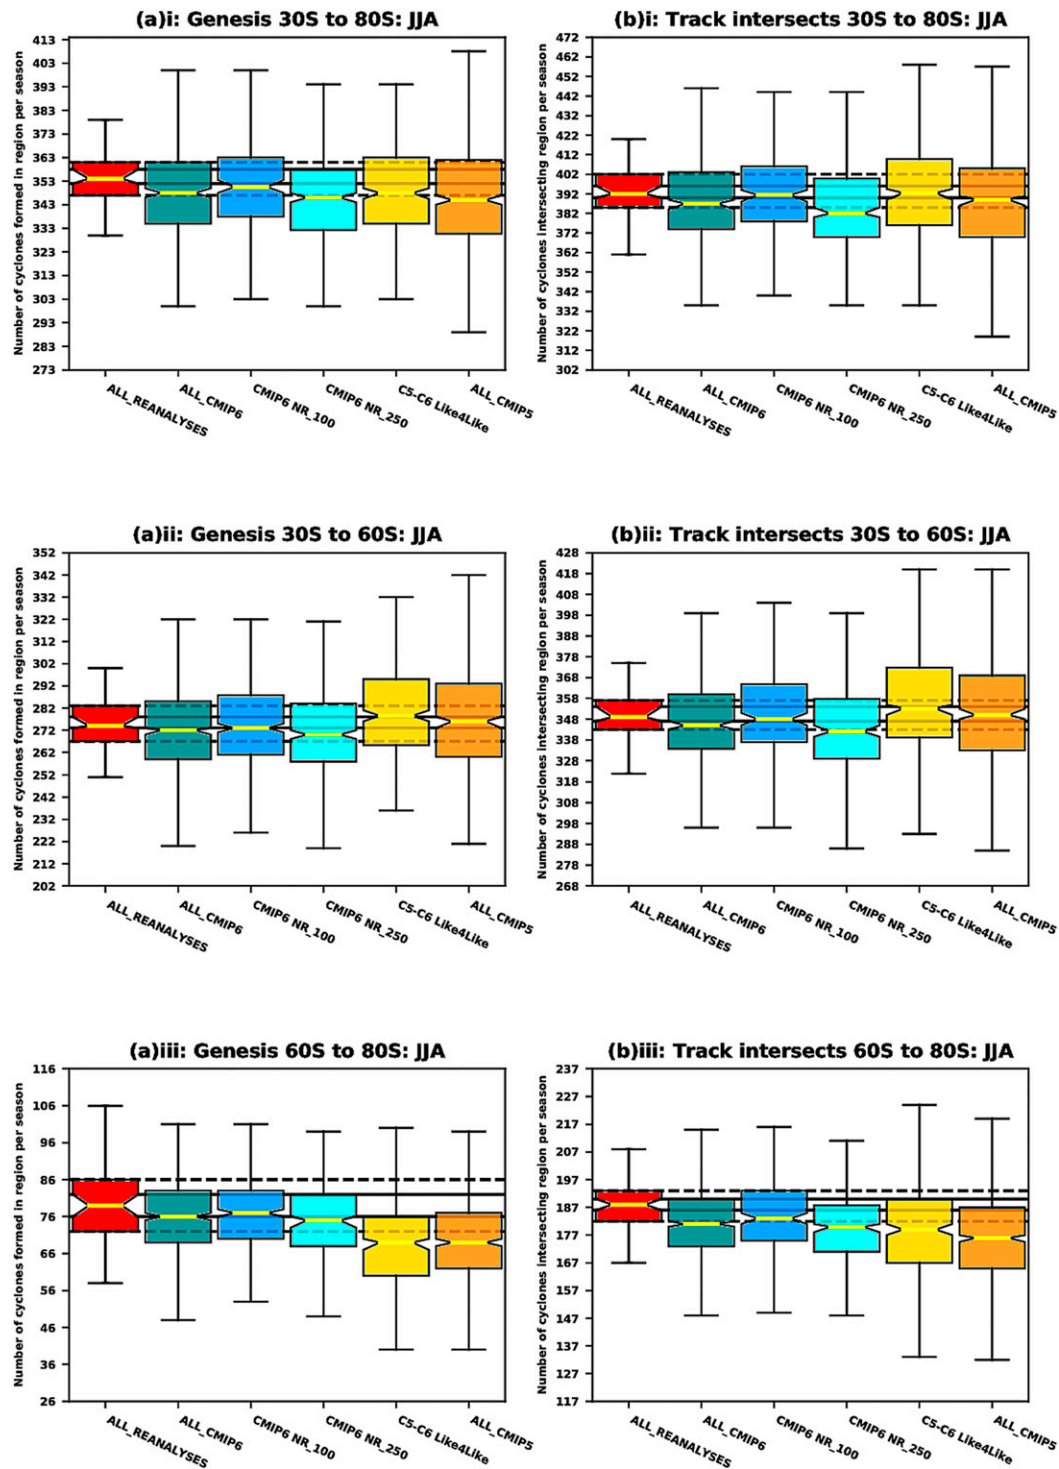 (a)i: Genesis 30S to 80S: JJA
Number of cyclones formed in region per season
413
403
393
383
373
363
353
343
333
323
313
303
293
283
273
ALL_REANALYSES
ALL_CMIP6
CMIP6 NR_100
CMIP6 NR_250
C5-C6 Like4Like
ALL_CMIP5
(b)i: Track intersects 30S to 80S: JJA
Number of cyclones intersecting region per season
472
462
452
442
432
422
412
402
392
382
372
362
352
342
332
322
312
302
ALL_REANALYSES
ALL_CMIP6
CMIP6 NR_100
CMIP6 NR_250
C5-C6 Like4Like
ALL_CMIP5
(a)ii: Genesis 30S to 60S: JJA
Number of cyclones formed in region per season
352
342
332
322
312
302
292
282
272
262
252
242
232
222
212
202
ALL_REANALYSES
ALL_CMIP6
CMIP6 NR_100
CMIP6 NR_250
C5-C6 Like4Like
ALL_CMIP5
(b)ii: Track intersects 30S to 60S: JJA
Number of cyclones intersecting region per season
428
418
408
398
388
378
368
358
348
338
328
318
308
298
288
278
268
ALL_REANALYSES
ALL_CMIP6
CMIP6 NR_100
CMIP6 NR_250
C5-C6 Like4Like
ALL_CMIP5
(a)iii: Genesis 60S to 80S: JJA
Number of cyclones formed in region per season
116
106
96
86
76
66
56
46
36
26
ALL_REANALYSES
ALL_CMIP6
CMIP6 NR_100
CMIP6 NR_250
C5-C6 Like4Like
ALL_CMIP5
(b)iii: Track intersects 60S to 80S: JJA
Number of cyclones intersecting region per season
237
227
217
207
197
187
177
167
157
147
137
127
117
ALL_REANALYSES
ALL_CMIP6
CMIP6 NR_100
CMIP6 NR_250
C5-C6 Like4Like
ALL_CMIP5